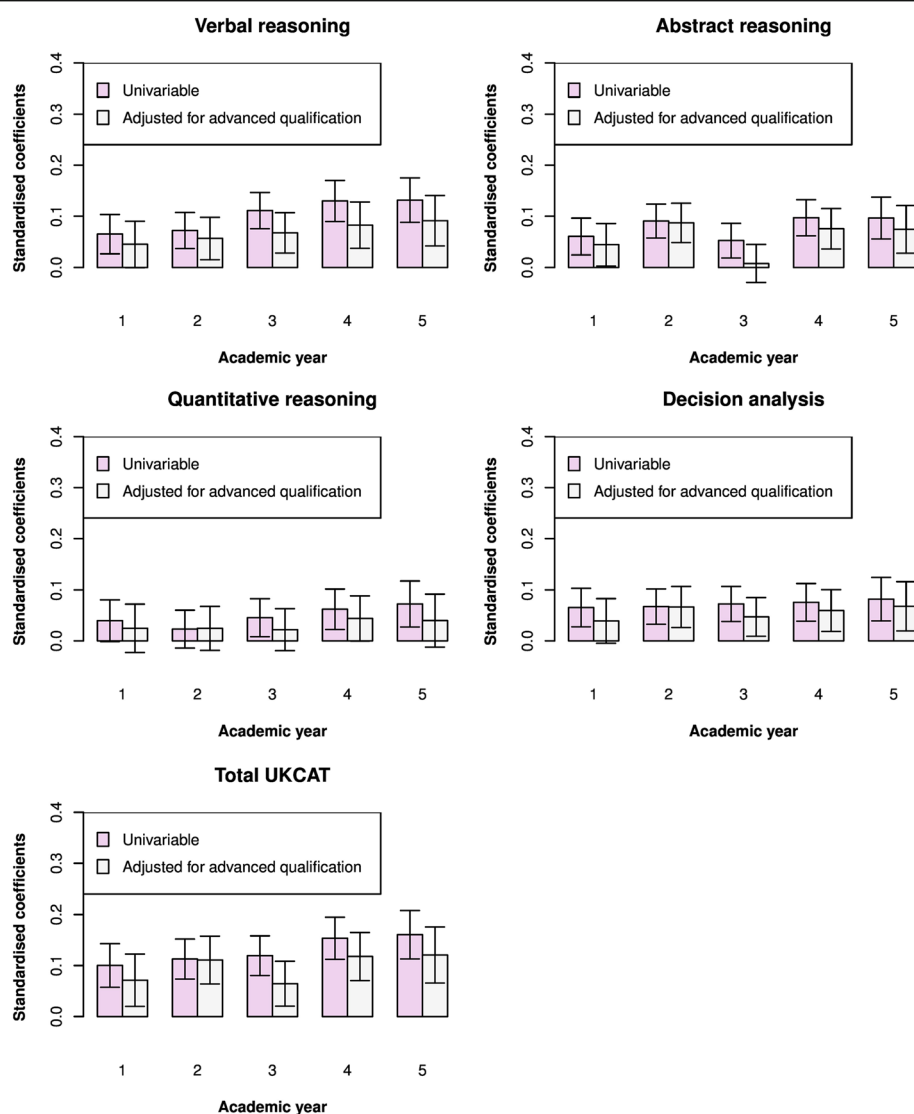 Verbal reasoning
Standardised coefficients
0.4
0.3
0.2
0.1
0.0
Univariable
Adjusted for advanced qualification
1 2 3 4 5
Academic year
Abstract reasoning
Standardised coefficients
0.4
0.3
0.2
0.1
0.0
Univariable
Adjusted for advanced qualification
1 2 3 4 5
Academic year
Quantitative reasoning
Standardised coefficients
0.4
0.3
0.2
0.1
0.0
Univariable
Adjusted for advanced qualification
1 2 3 4 5
Academic year
Decision analysis
Standardised coefficients
0.4
0.3
0.2
0.1
0.0
Univariable
Adjusted for advanced qualification
1 2 3 4 5
Academic year
Total UKCAT
Standardised coefficients
0.4
0.3
0.2
0.1
0.0
Univariable
Adjusted for advanced qualification
1 2 3 4 5
Academic year